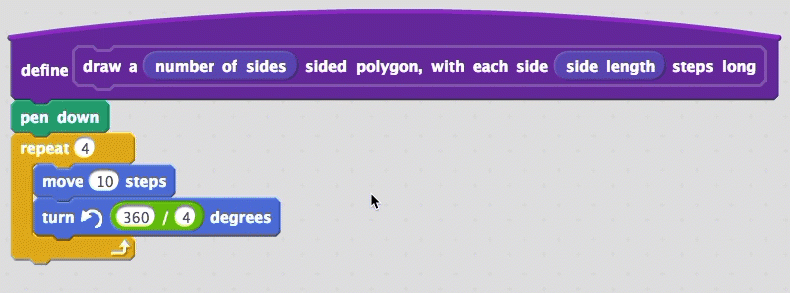 define draw a number of sides sided polygon, with each side side length steps long
pen down
repeat 4
move 10 steps
turn 360 / 4 degrees